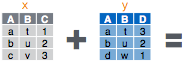 x y
A B C A B D
a t 1 + a t 3 =
b u 2 b u 2
c v 3 d w 1